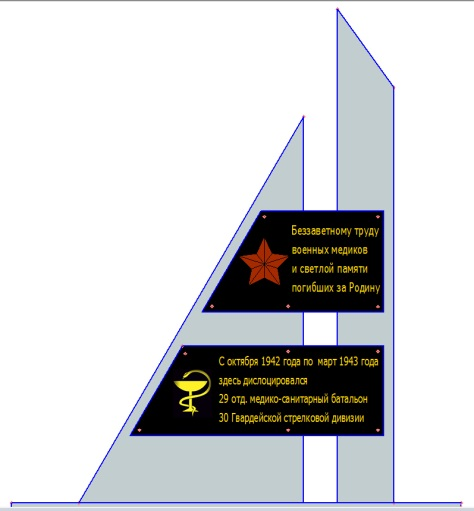 Беззаветному труду
военных медиков
и светлой памяти
погибших за Родину
С октября 1942 года по март 1943 года
здесь дислоцировался
29 отд. медико-санитарный батальон
30 Гвардейской стрелковой дивизии